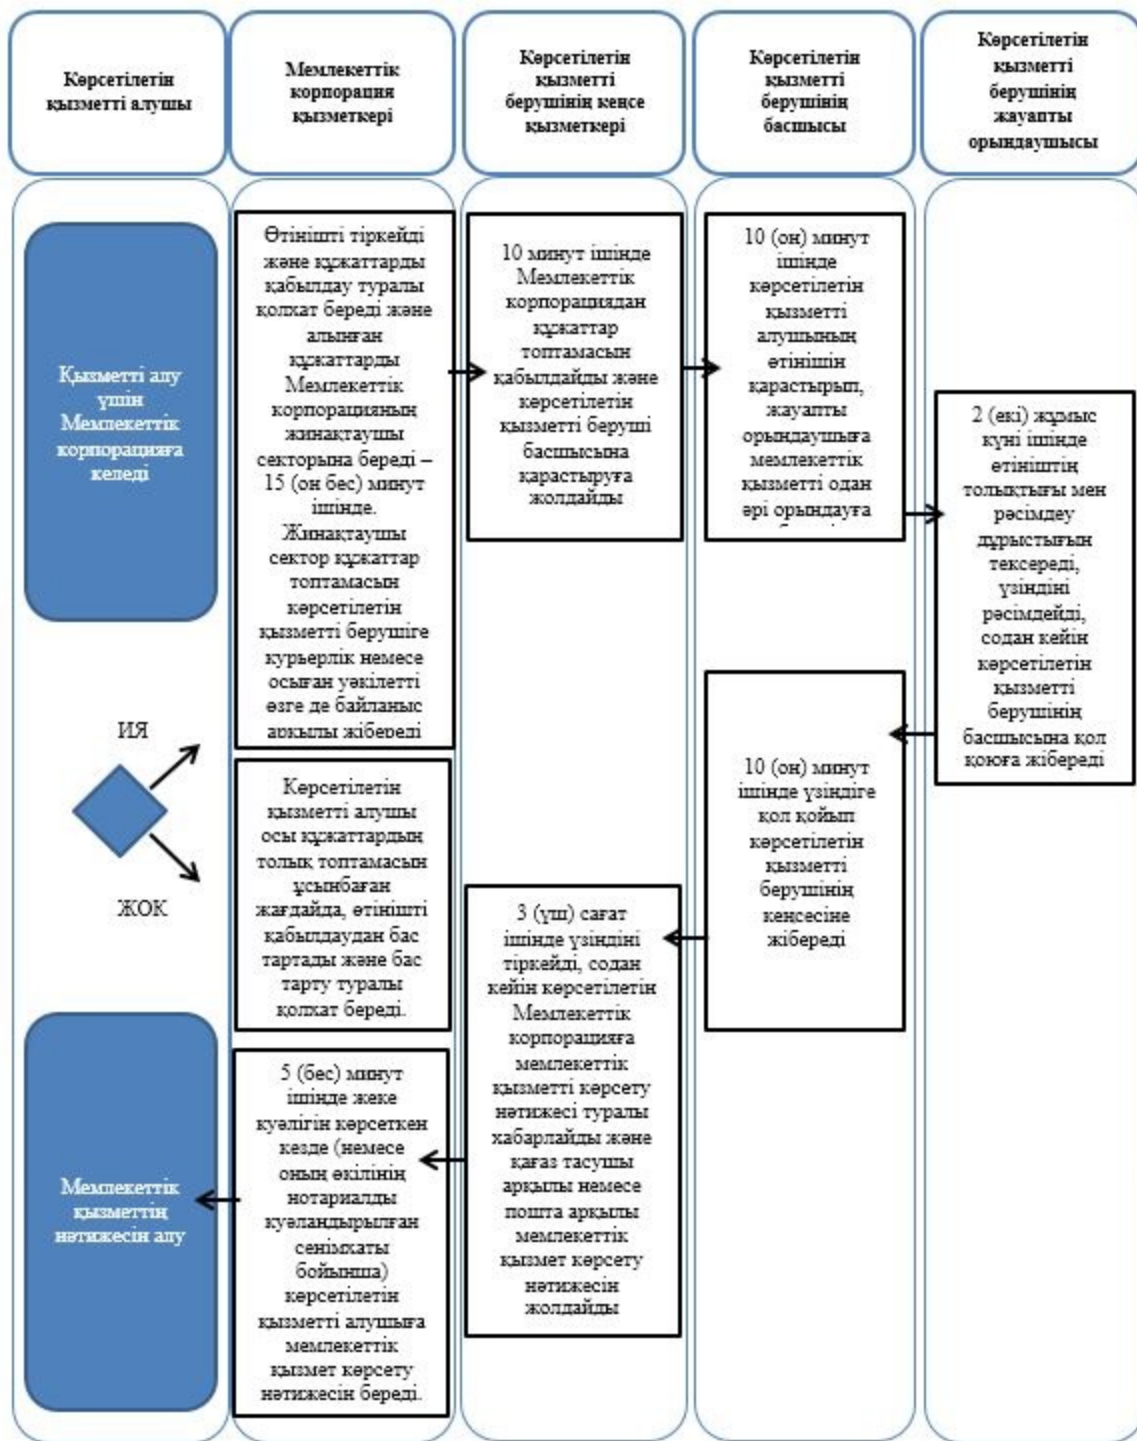 Көрсетілетін
қызметті алушы
Мемлекеттік
корпорация
қызметкері
Көрсетілетін
қызметті
берушінің кеңсе
қызметкері
Көрсетілетін
қызметті
берушінің
басшысы
Көрсетілетін
қызметті
берушінің
жауапты
орындаушысы
Қызметті алу
үшін
Мемлекеттік
корпорацияға
келеді
Өтінішті тіркейді
және құжаттарды
қабылдау туралы
қолхат береді және
алынған
құжаттарды
Мемлекеттік
корпорацияның
жинақтаушы
секторына береді –
15 (он бес) минут
ішінде.
Жинақтаушы
сектор құжаттар
топтамасын
көрсетілетін
қызметті берушіге
курьерлік немесе
осыған уәкілетті
өзге де байланыс
арқылы жібереді
10 минут ішінде
Мемлекеттік
корпорациядан
құжаттар
топтамасын
қабылдайды және
көрсетілетін
қызметті беруші
басшысына
қарастыруға
жолдайды
10 (он) минут
ішінде
көрсетілетін
қызметті
алушының
өтінішін
қарастырып,
жауапты
орындаушыға
мемлекеттік
қызметті одан
әрі орындауға
2 (екі) жұмыс
күні ішінде
өтініштің
толықтығы мен
рәсімдеу
дұрыстығын
тексереді,
үзіндіні
рәсімдейді,
содан кейін
көрсетілетін
қызметті
берушінің
басшысына қол
қоюға жібереді
ИЯ
ЖОК
Көрсетілетін
қызметті алушы
осы құжаттардың
толық топтамасын
ұсынбаған
жағдайда, өтінішті
қабылдаудан бас
тартады және бас
тарту туралы
қолхат береді.
10 (он) минут
ішінде үзіндіге
қол қойып
көрсетілетін
қызметті
берушінің
кеңсесіне
жібереді
3 (үш) сағат
ішінде үзіндіні
тіркейді, содан
кейін көрсетілетін
Мемлекеттік
корпорацияға
мемлекеттік
қызметті көрсету
нәтижесі туралы
хабарлайды және
қағаз тасушы
арқылы немесе
пошта арқылы
мемлекеттік
қызмет көрсету
нәтижесін
жолдайды
5 (бес) минут
ішінде жеке
куәлігін көрсеткен
кезде (немесе
оның өкілінің
нотариалды
куәландырылған
сенімхаты
бойынша)
көрсетілетін
қызметті алушыға
мемлекеттік
қызмет көрсету
нәтижесін береді.
Мемлекеттік
қызметтің
нәтижесін алу